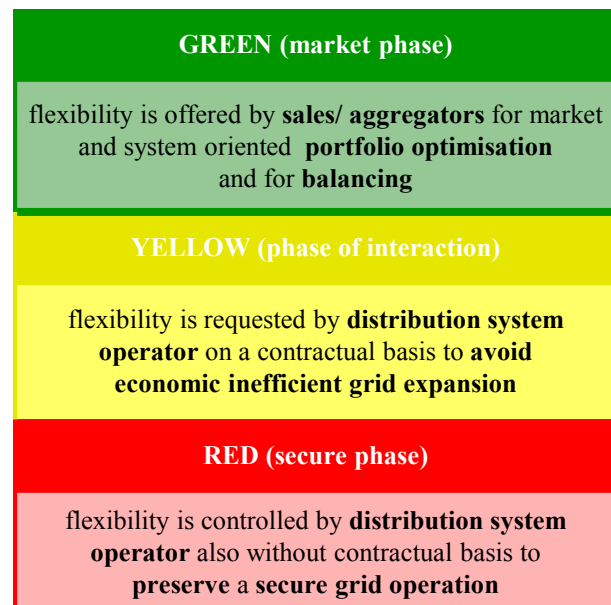 GREEN (market phase)
flexibility is offered by sales/ aggregators for market
and system oriented portfolio optimisation
and for balancing
YELLOW (phase of interaction)
flexibility is requested by distribution system
operator on a contractual basis to avoid
economic inefficient grid expansion
RED (secure phase)
flexibility is controlled by distribution system
operator also without contractual basis to
preserve a secure grid operation